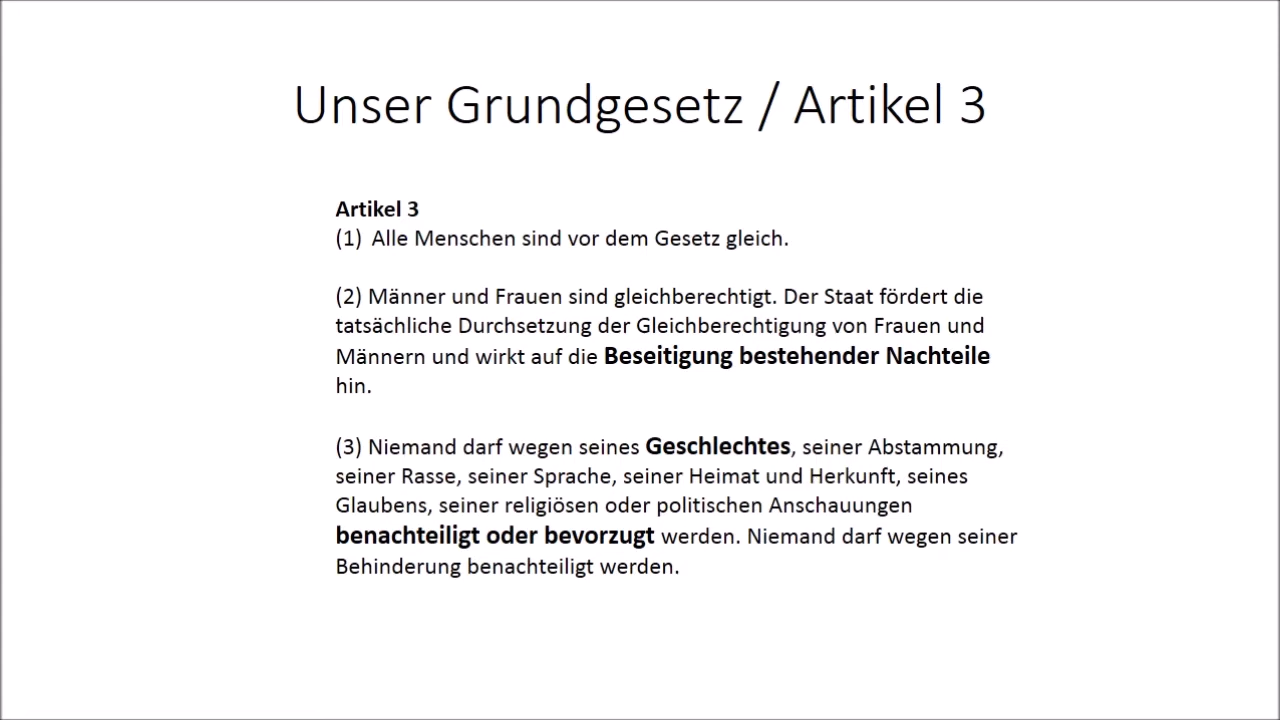 Unser Grundgesetz / Artikel 3
Artikel 3
(1) Alle Menschen sind vor dem Gesetz gleich.
(2) Männer und Frauen sind gleichberechtigt. Der Staat fördert die
tatsächliche Durchsetzung der Gleichberechtigung von Frauen und
Männern und wirkt auf die Beseitigung bestehender Nachteile
hin.
(3) Niemand darf wegen seines Geschlechtes, seiner Abstammung,
seiner Rasse, seiner Sprache, seiner Heimat und Herkunft, seines
Glaubens, seiner religiösen oder politischen Anschauungen
benachteiligt oder bevorzugt werden. Niemand darf wegen seiner
Behinderung benachteiligt werden.